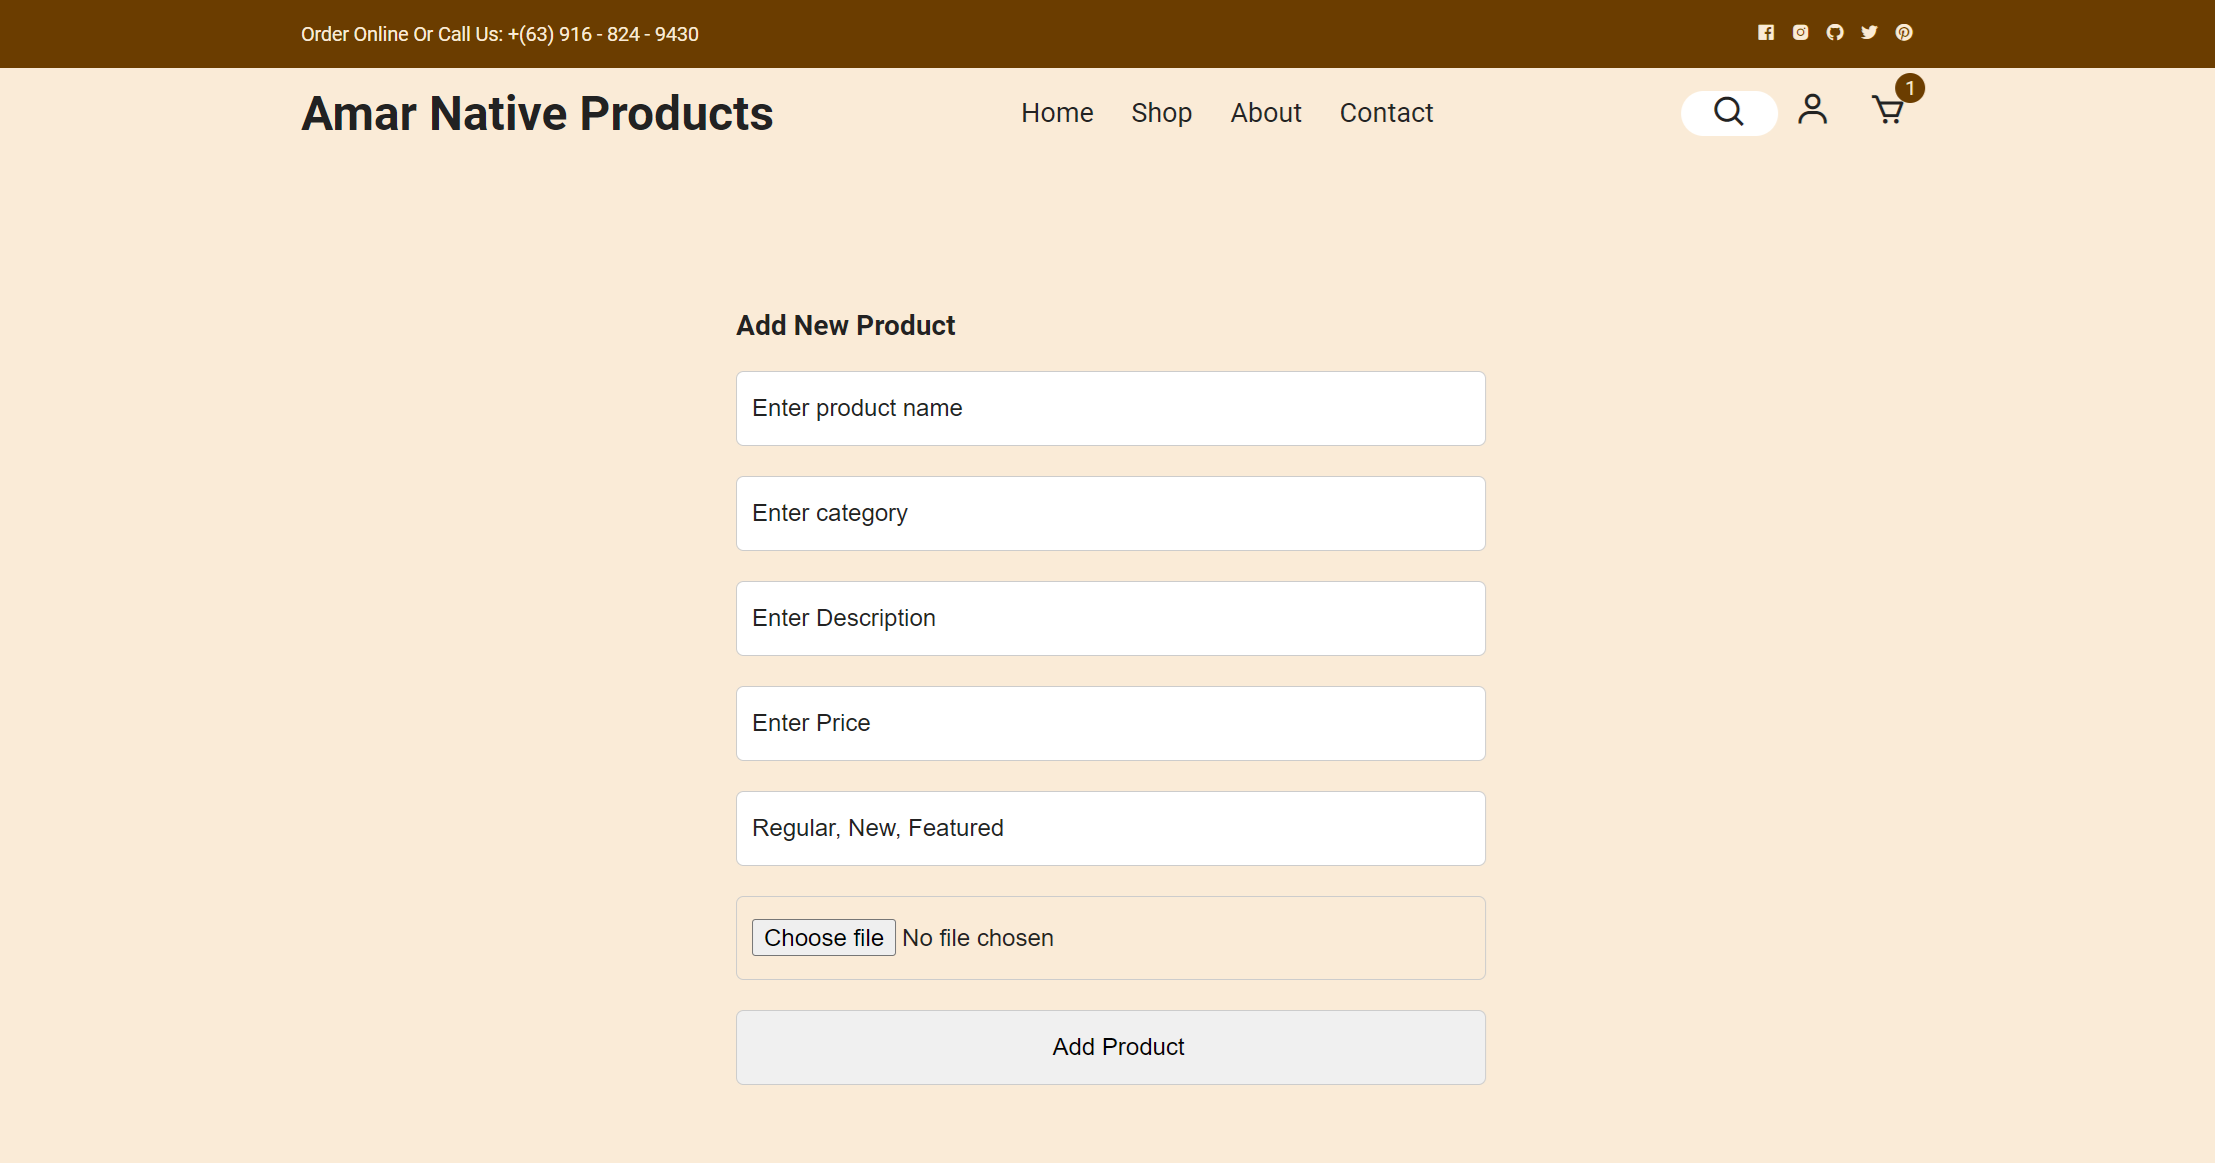 Order Online Or Call Us: +(63) 916 - 824 - 9430
Amar Native Products
Home Shop About Contact
1
Add New Product
Enter product name
Enter category
Enter Description
Enter Price
Regular, New, Featured
Choose file No file chosen
Add Product